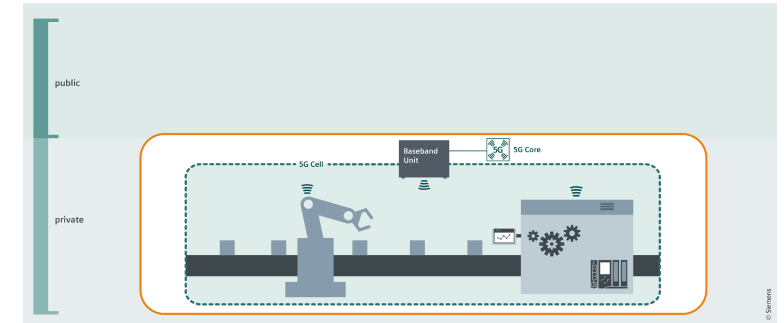 public
Baseband
Unit
5G
5G Core
5G Cell
private
© Siemens